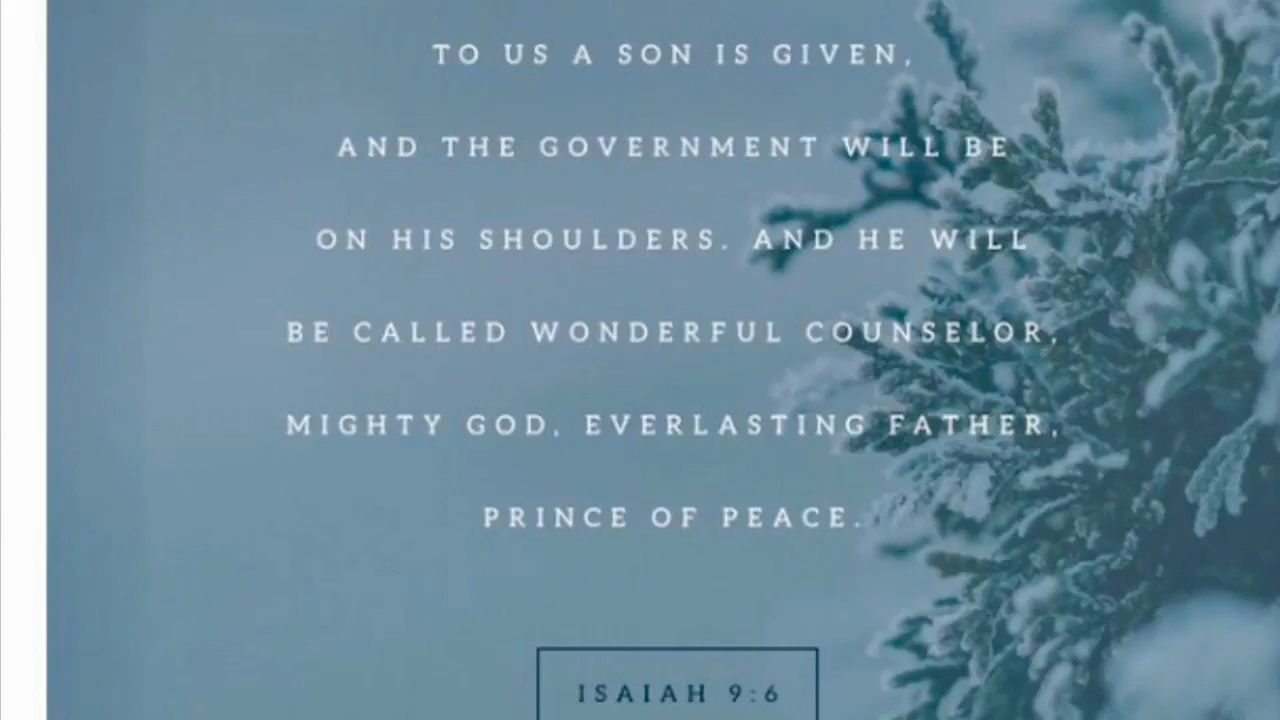 TO US A SON IS GIVEN,
AND THE GOVERNMENT WILL BE
ON HIS SHOULDERS. AND HE WILL
BE CALLED WONDERFUL COUNSELOR,
MIGHTY GOD, EVERLASTING FATHER,
PRINCE OF PEACE.
ISAIAH 9:6